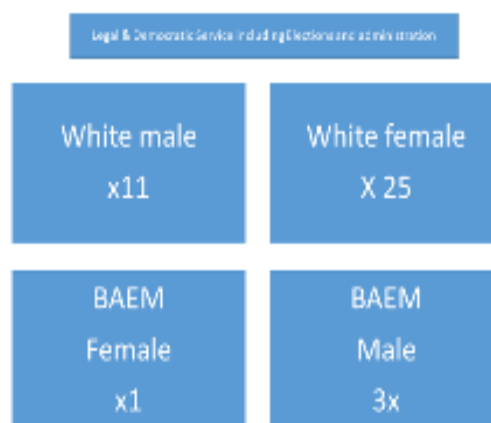 Legal & Democratic Service including Elections and administration
White male
x11
White female
X 25
BAEM
Female
x1
BAEM
Male
3x